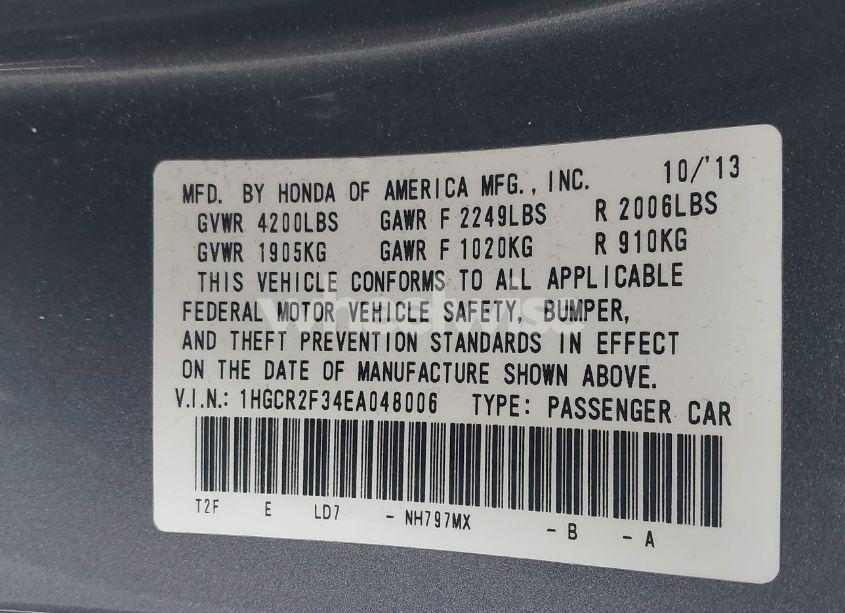 MFD. BY HONDA OF AMERICA MFG., INC. 10/'13
GVWR 4200LBS GAWR F 2249LBS R 2006LBS
GVWR 1905KG GAWR F 1020KG R 910KG
THIS VEHICLE CONFORMS TO ALL APPLICABLE
FEDERAL MOTOR VEHICLE SAFETY, BUMPER,
AND THEFT PREVENTION STANDARDS IN EFFECT
ON THE DATE OF MANUFACTURE SHOWN ABOVE.
V.I.N.: 1HGCR2F34EA048006 TYPE: PASSENGER CAR
T2F E LD7 - NH797MX - B - A